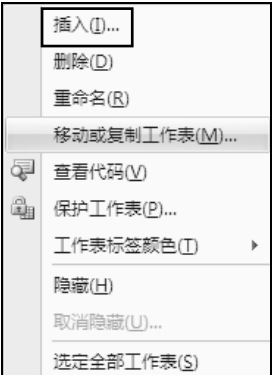 插入(I)...
删除(D)
重命名(R)
移动或复制工作表(M)...
查看代码(V)
保护工作表(P)...
工作表标签颜色(T)
隐藏(H)
取消隐藏(U)...
选定全部工作表(S)